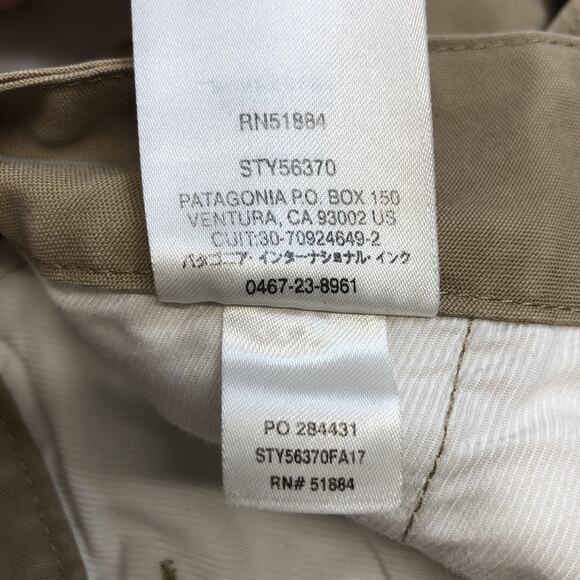 RN51884
STY56370
PATAGONIA P.O. BOX 150
VENTURA, CA 93002 US
CUIT:30-70924649-2
パタゴニア・インターナショナル・インク
0467-23-8961
PO 284431
STY56370FA17
RN# 51884